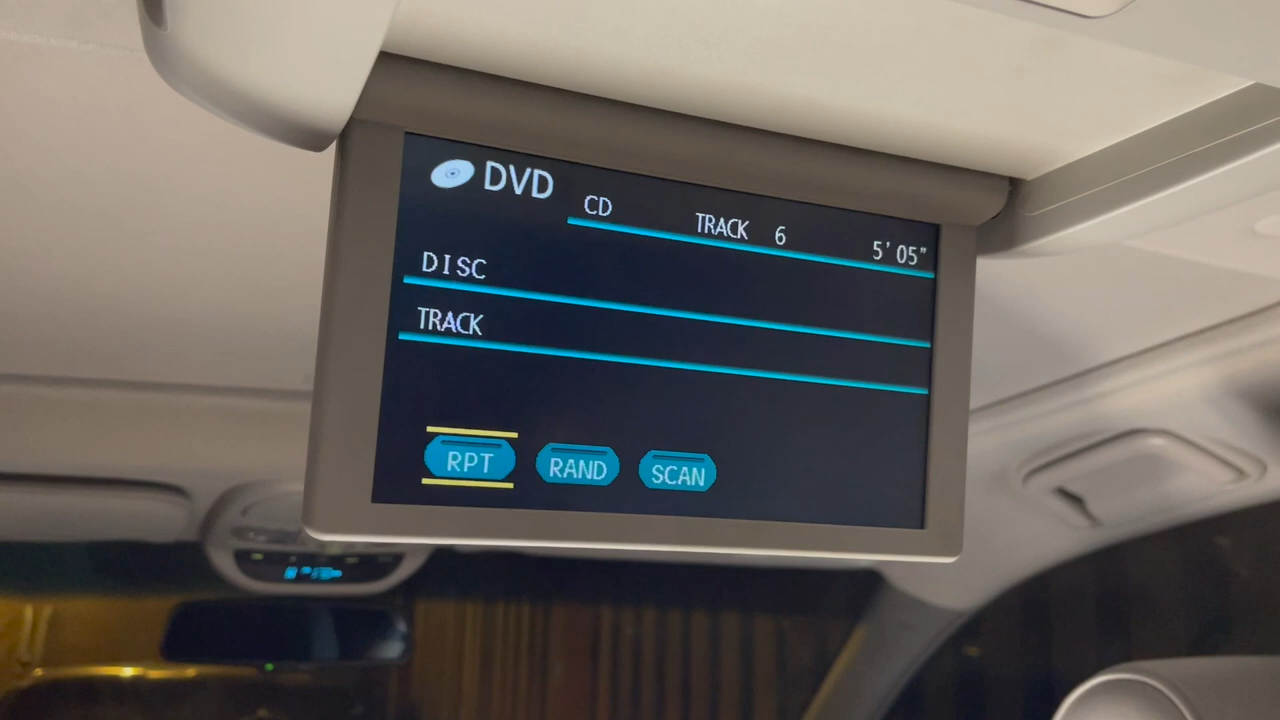 DVD
CD TRACK 6 5'05"
DISC
TRACK
RPT RAND SCAN